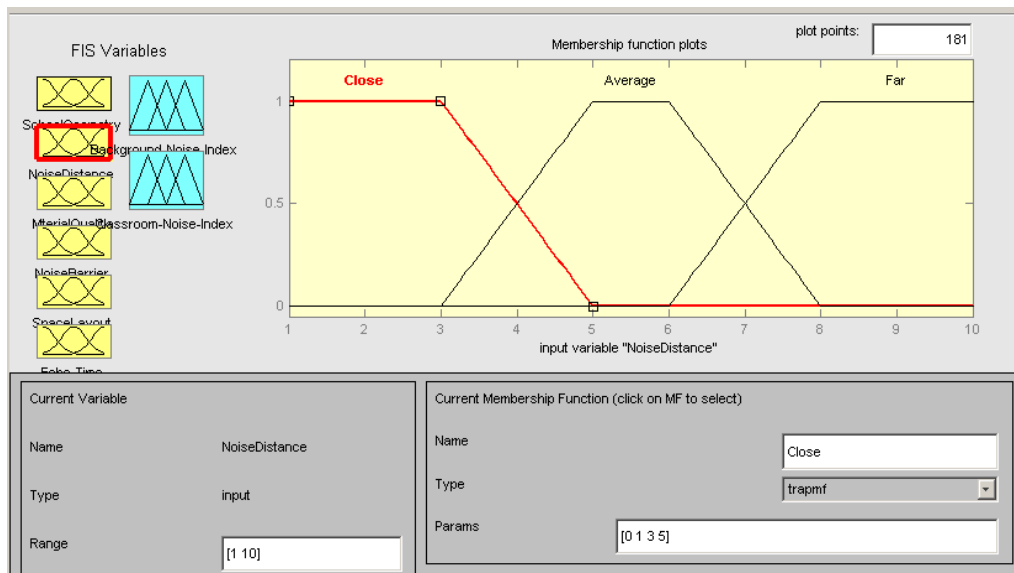 FIS Variables
Membership function plots
plot points:
181
Close
Average
Far
1
0.5
0
1 2 3 4 5 6 7 8 9 10
input variable "NoiseDistance"
SchoolGeometry
Background-Noise-Index
NoiseDistance
Classroom-Noise-Index
NoiseBarrier
SpaceLayout
Echo-Time
Current Variable
Name NoiseDistance
Type input
Range [1 10]
Current Membership Function (click on MF to select)
Name Close
Type trapmf
Params [0 1 3 5]